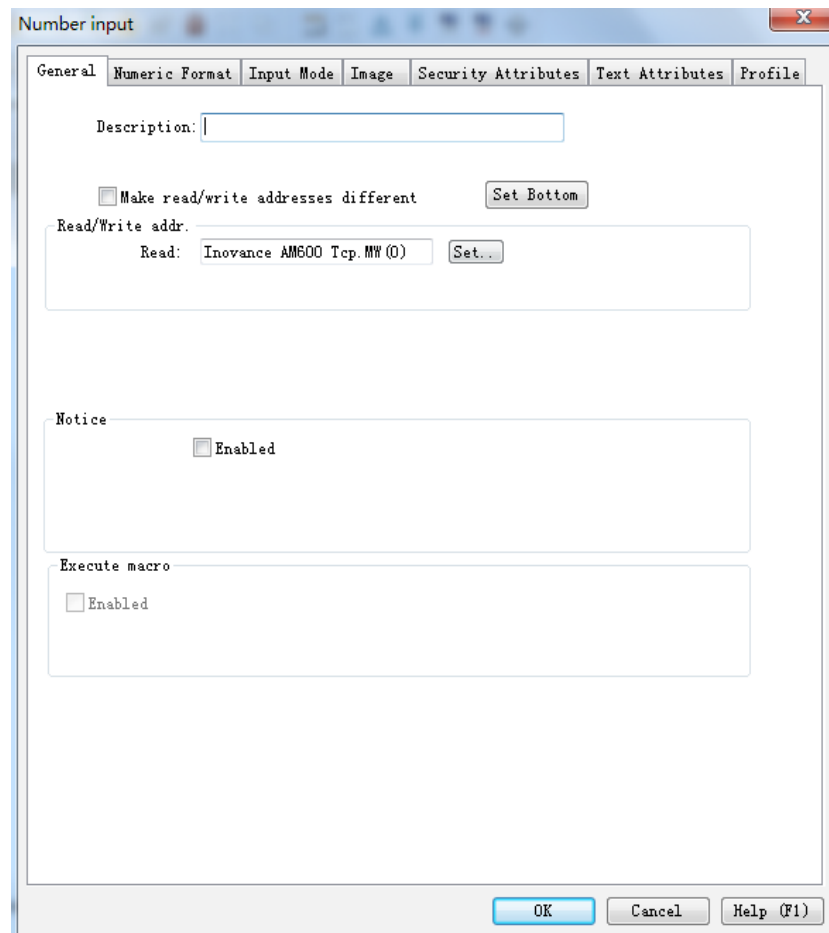 Number input
General Numeric Format Input Mode Image Security Attributes Text Attributes Profile
Description:
Make read/write addresses different Set Bottom
Read/Write addr.
Read: Inovance AM600 Tcp.MW(0) Set..
Notice
Enabled
Execute macro
Enabled
OK Cancel Help (F1)